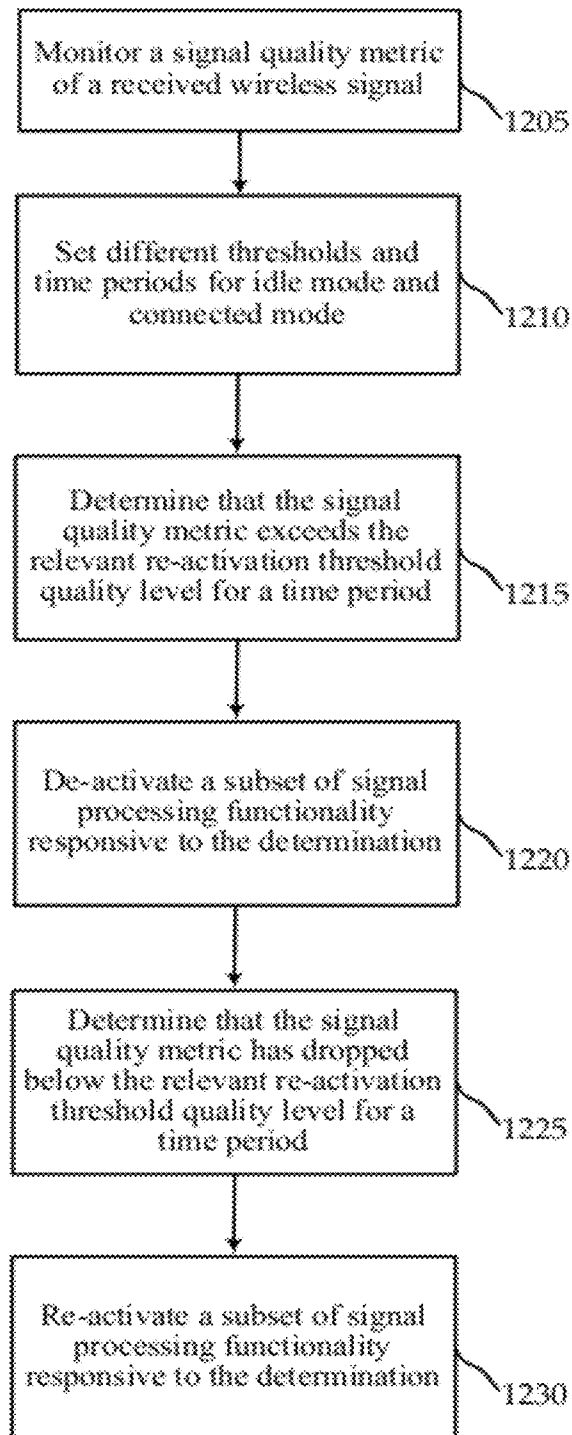 Monitor a signal quality metric
of a received wireless signal
1205
Set different thresholds and
time periods for idle mode and
connected mode
1210
Determine that the signal
quality metric exceeds the
relevant re-activation threshold
quality level for a time period
1215
De-activate a subset of signal
processing functionality
responsive to the determination
1220
Determine that the signal
quality metric has dropped
below the relevant re-activation
threshold quality level for a
time period
1225
Re-activate a subset of signal
processing functionality
responsive to the determination
1230